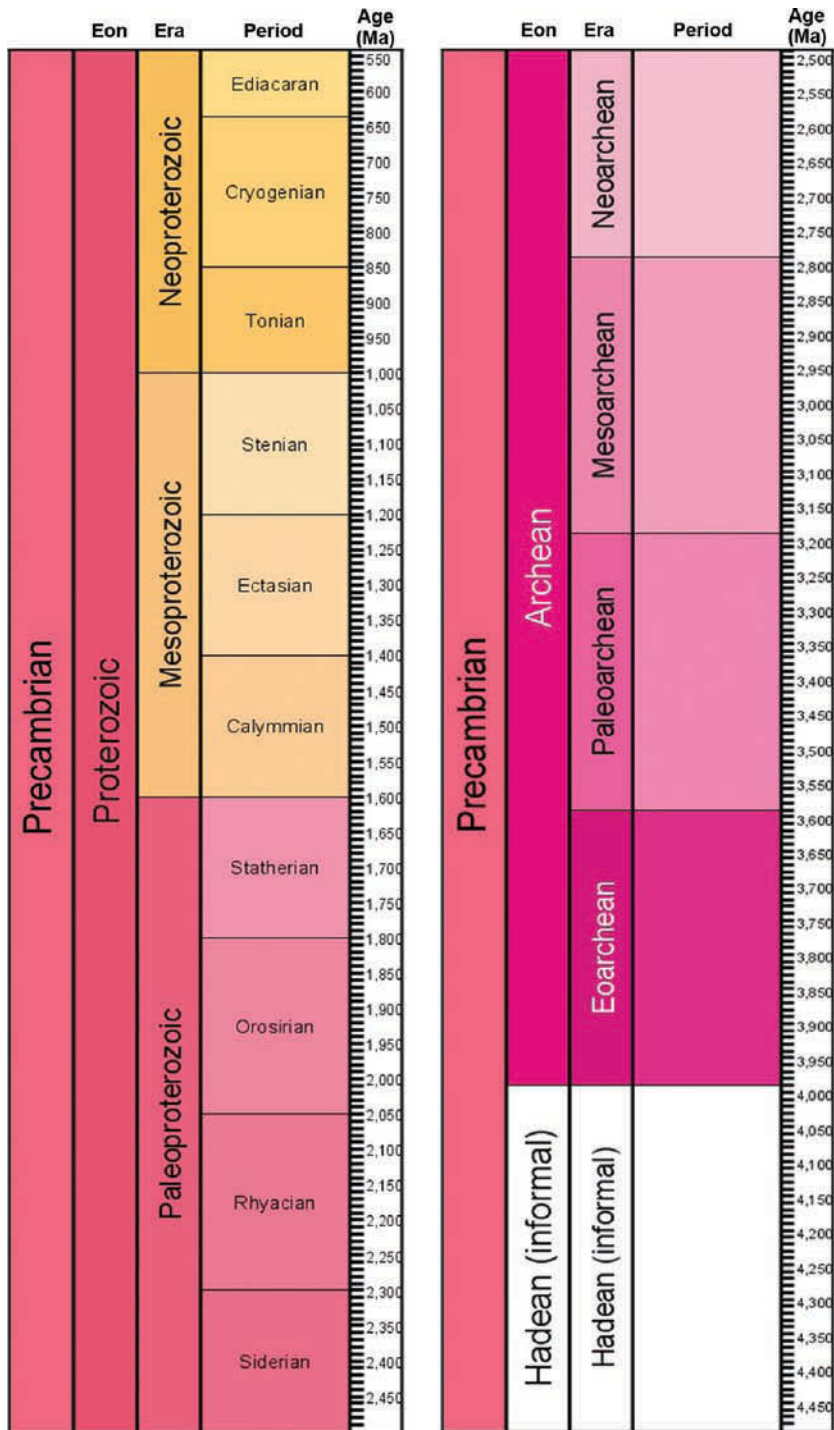 Eon Era Period Age
(Ma)
Precambrian
Proterozoic
Neoproterozoic
Mesoproterozoic
Paleoproterozoic
Ediacaran
Cryogenian
Tonian
Stenian
Ectasian
Calymmian
Statherian
Orosirian
Rhyacian
Siderian
550
600
650
700
750
800
850
900
950
1,000
1,050
1,100
1,150
1,200
1,250
1,300
1,350
1,400
1,450
1,500
1,550
1,600
1,650
1,700
1,750
1,800
1,850
1,900
1,950
2,000
2,050
2,100
2,150
2,200
2,250
2,300
2,350
2,400
2,450
Eon Era Period Age
(Ma)
Precambrian
Archean
Hadean (informal)
Neoarchean
Mesoarchean
Paleoarchean
Eoarchean
Hadean (informal)
2,500
2,550
2,600
2,650
2,700
2,750
2,800
2,850
2,900
2,950
3,000
3,050
3,100
3,150
3,200
3,250
3,300
3,350
3,400
3,450
3,500
3,550
3,600
3,650
3,700
3,750
3,800
3,850
3,900
3,950
4,000
4,050
4,100
4,150
4,200
4,250
4,300
4,350
4,400
4,450